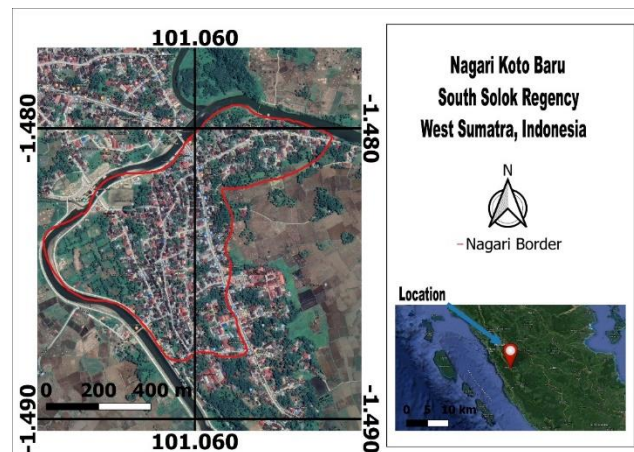 101.060
-1.480
-1.480
0 200 400 m
-1.490
-1.490
101.060
Nagari Koto Baru
South Solok Regency
West Sumatra, Indonesia
N
Nagari Border
Location
0 5 10 km